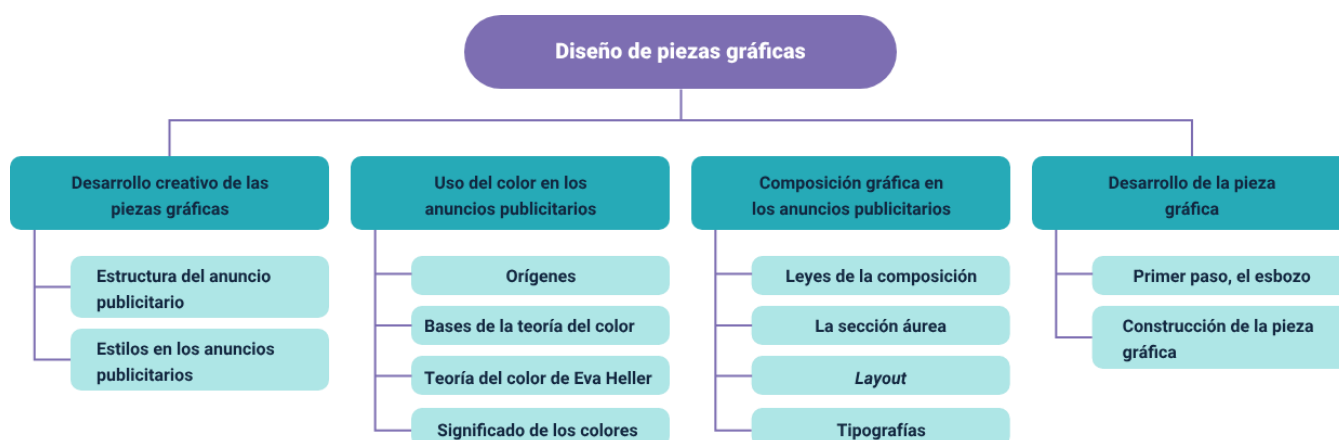 Diseño de piezas gráficas
Desarrollo creativo de las
piezas gráficas
Estructura del anuncio
publicitario
Estilos en los anuncios
publicitarios
Uso del color en los
anuncios publicitarios
Orígenes
Bases de la teoría del color
Teoría del color de Eva Heller
Significado de los colores
Composición gráfica en
los anuncios publicitarios
Leyes de la composición
La sección áurea
Layout
Tipografías
Desarrollo de la pieza
gráfica
Primer paso, el esbozo
Construcción de la pieza
gráfica